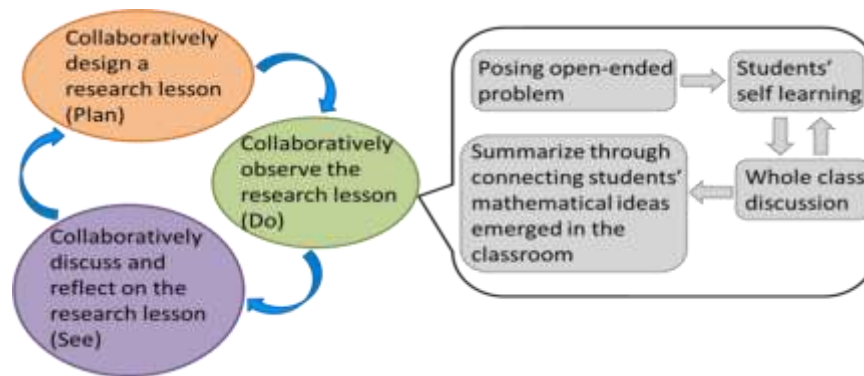 Collaboratively
design a
research lesson
(Plan)
Collaboratively
observe the
research lesson
(Do)
Collaboratively
discuss and
reflect on the
research lesson
(See)
Posing open-ended
problem
Students'
self learning
Whole class
discussion
Summarize through
connecting students'
mathematical ideas
emerged in the
classroom